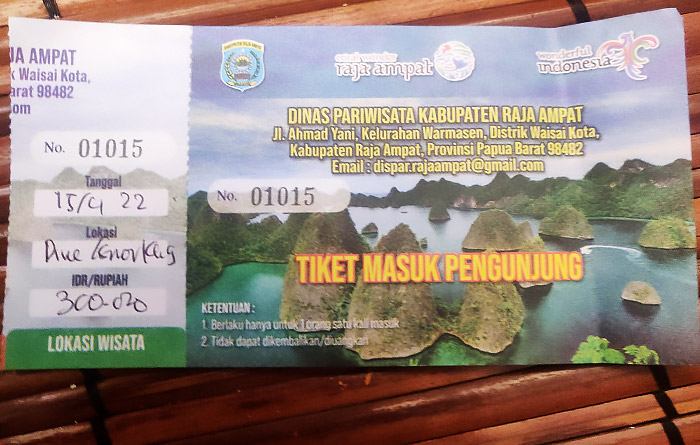 JA AMPAT
k Waisai Kota,
arat 98482
om
No. 01015
Tanggal
15/4 22
Lokasi
IDR/RUPIAH
300.000
LOKASI WISATA
raja ampat
wonderful
indonesia
DINAS PARIWISATA KABUPATEN RAJA AMPAT
Jl. Ahmad Yani, Kelurahan Warmasen, Distrik Waisai Kota,
Kabupaten Raja Ampat, Provinsi Papua Barat 98482
Email : dispar.rajaampat@gmail.com
No. 01015
TIKET MASUK PENGUNJUNG
KETENTUAN :
1. Berlaku hanya untuk 1 orang satu kali masuk
2. Tidak dapat dikembalikan/diuangkan